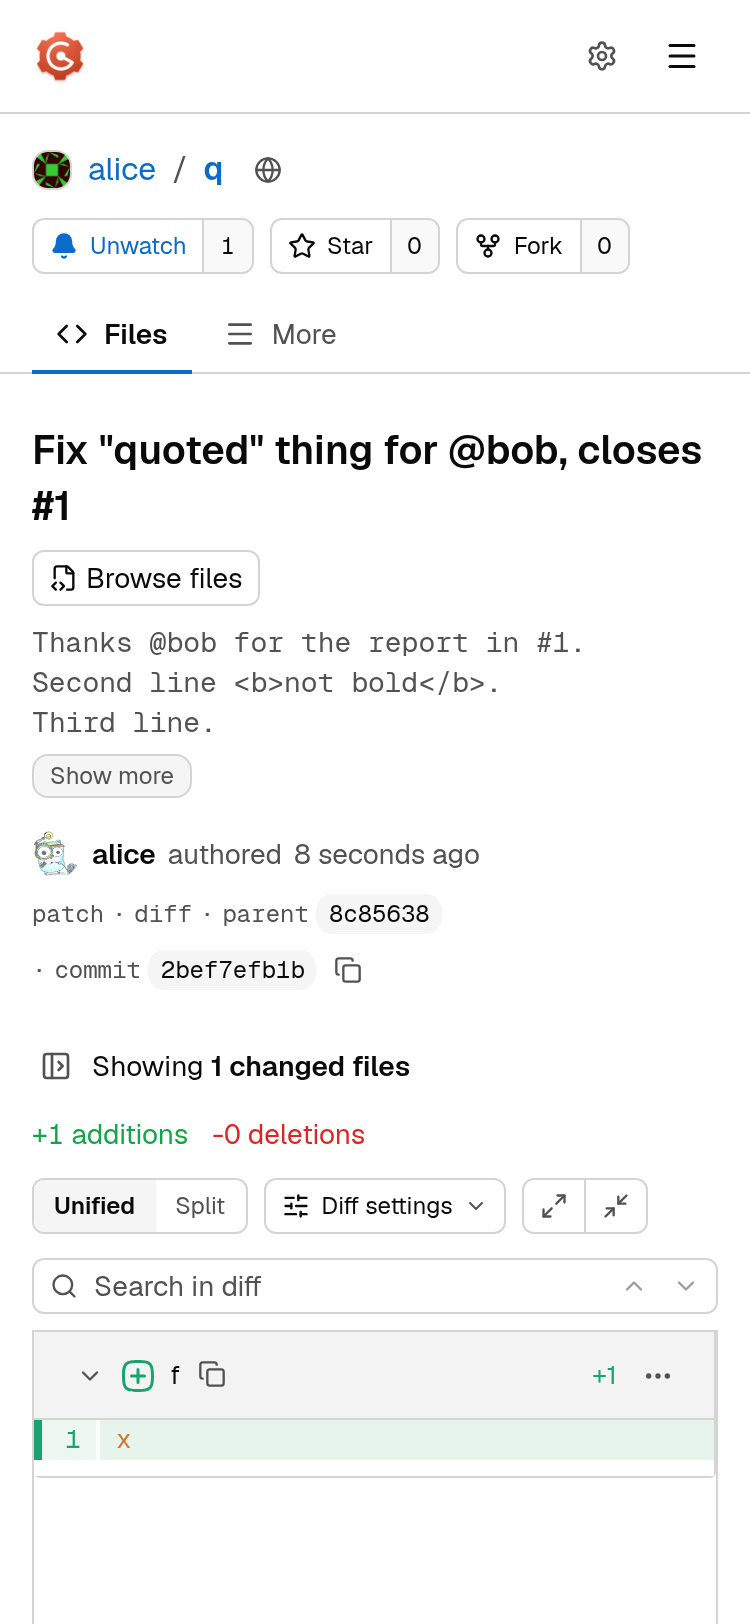 alice / q
Unwatch 1 Star 0 Fork 0
Files More
Fix "quoted" thing for @bob, closes
#1
Browse files
Thanks @bob for the report in #1.
Second line <b>not bold</b>.
Third line.
Show more
alice authored 8 seconds ago
patch · diff · parent 8c85638
· commit 2bef7efb1b
Showing 1 changed files
+1 additions -0 deletions
Unified Split Diff settings
Search in diff
f +1
1 x